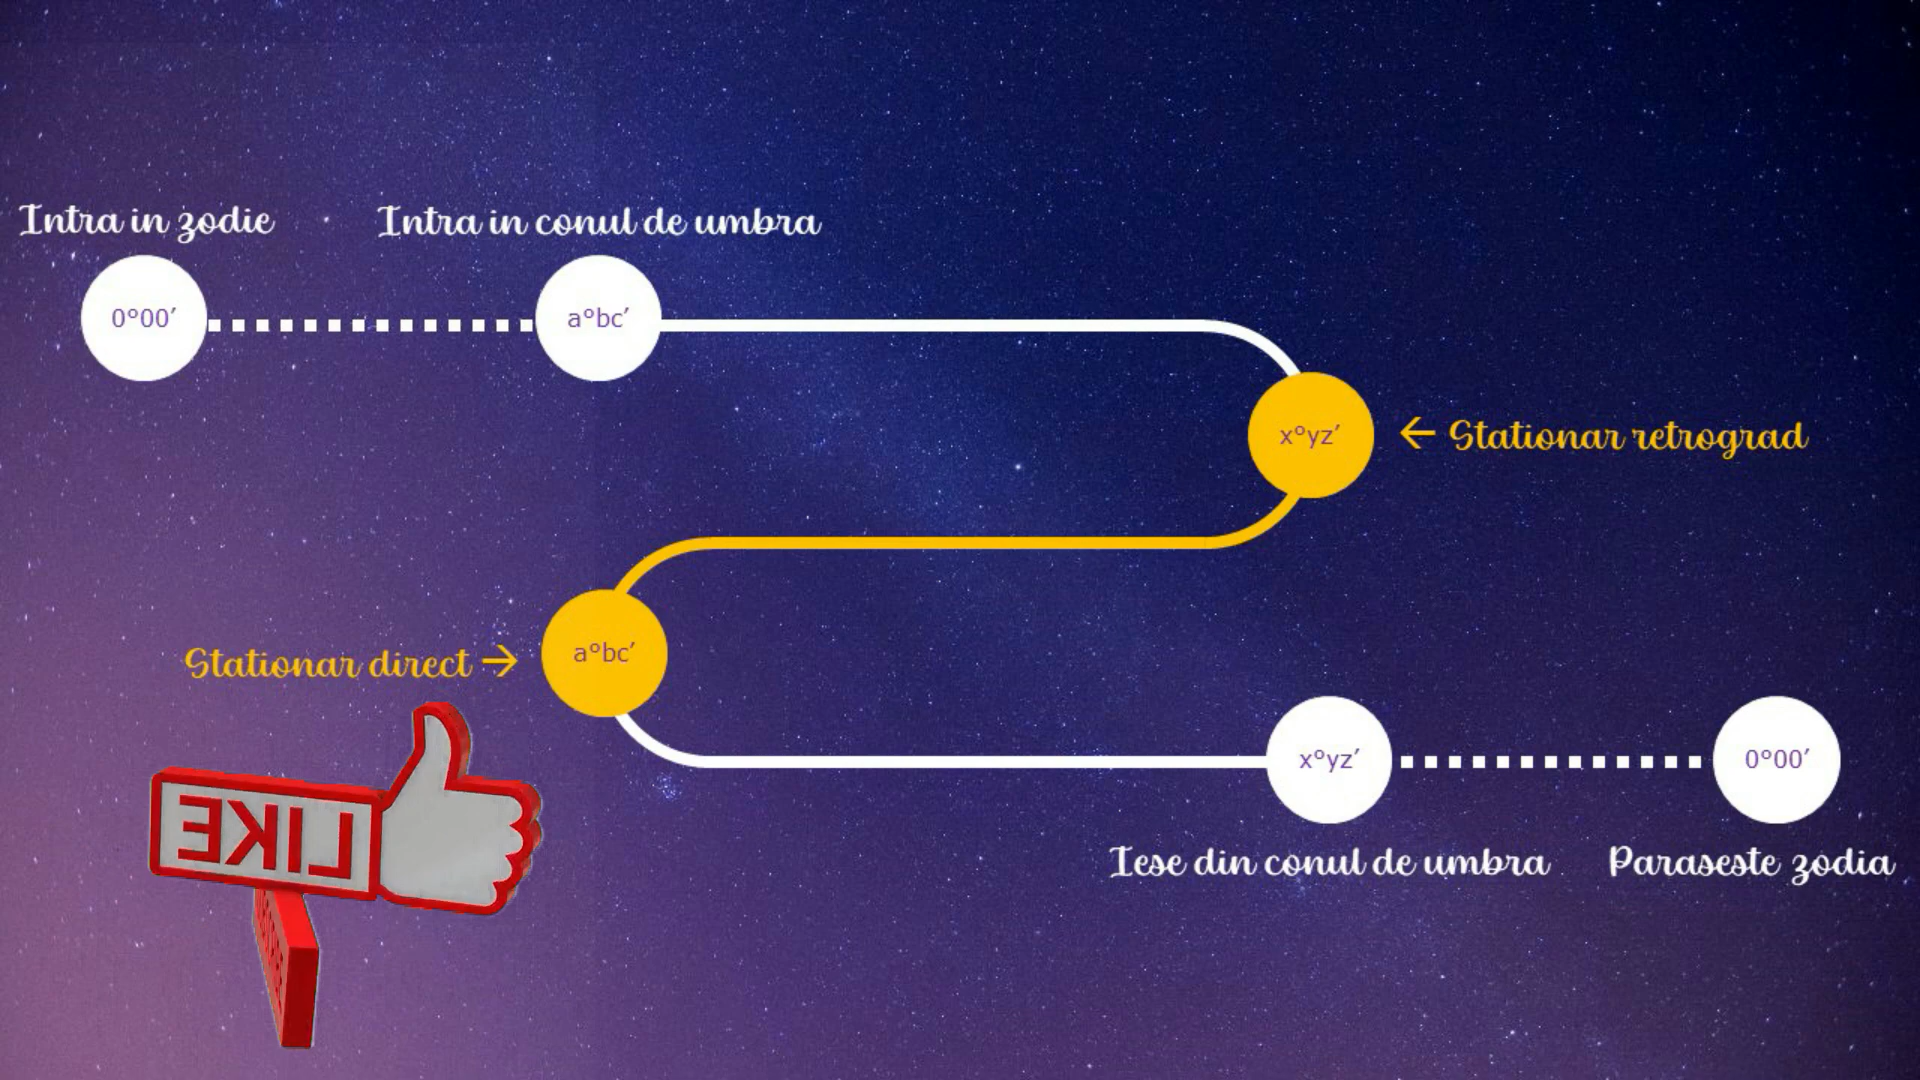 Intra in zodie
Intra in conul de umbra
0°00’
a°bc’
x°yz’
← Stationar retrograd
Stationar direct →
a°bc’
x°yz’
0°00’
Iese din conul de umbra
Paraseste zodia
LIKE